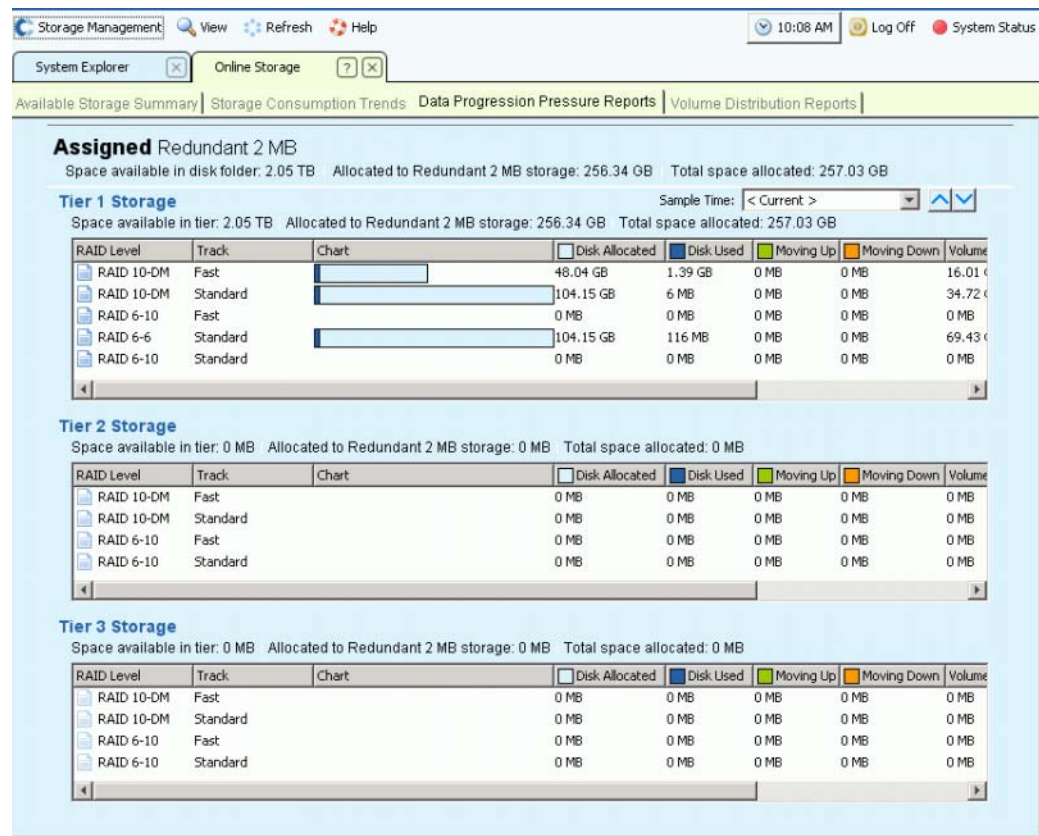 Storage Management View Refresh Help 10:08 AM Log Off System Status
System Explorer Online Storage ?
Available Storage Summary Storage Consumption Trends Data Progression Pressure Reports Volume Distribution Reports
Assigned Redundant 2 MB
Space available in disk folder: 2.05 TB Allocated to Redundant 2 MB storage: 256.34 GB Total space allocated: 257.03 GB
Tier 1 Storage Sample Time: < Current >
Space available in tier: 2.05 TB Allocated to Redundant 2 MB storage: 256.34 GB Total space allocated: 257.03 GB
RAID Level Track Chart Disk Allocated Disk Used Moving Up Moving Down Volume
RAID 10-DM Fast 48.04 GB 1.39 GB 0 MB 0 MB 16.01
RAID 10-DM Standard 104.15 GB 6 MB 0 MB 0 MB 34.72
RAID 6-10 Fast 0 MB 0 MB 0 MB 0 MB 0 MB
RAID 6-6 Standard 104.15 GB 116 MB 0 MB 0 MB 69.43
RAID 6-10 Standard 0 MB 0 MB 0 MB 0 MB 0 MB
Tier 2 Storage
Space available in tier: 0 MB Allocated to Redundant 2 MB storage: 0 MB Total space allocated: 0 MB
RAID Level Track Chart Disk Allocated Disk Used Moving Up Moving Down Volume
RAID 10-DM Fast 0 MB 0 MB 0 MB 0 MB 0 MB
RAID 10-DM Standard 0 MB 0 MB 0 MB 0 MB 0 MB
RAID 6-10 Fast 0 MB 0 MB 0 MB 0 MB 0 MB
RAID 6-10 Standard 0 MB 0 MB 0 MB 0 MB 0 MB
Tier 3 Storage
Space available in tier: 0 MB Allocated to Redundant 2 MB storage: 0 MB Total space allocated: 0 MB
RAID Level Track Chart Disk Allocated Disk Used Moving Up Moving Down Volume
RAID 10-DM Fast 0 MB 0 MB 0 MB 0 MB 0 MB
RAID 10-DM Standard 0 MB 0 MB 0 MB 0 MB 0 MB
RAID 6-10 Fast 0 MB 0 MB 0 MB 0 MB 0 MB
RAID 6-10 Standard 0 MB 0 MB 0 MB 0 MB 0 MB